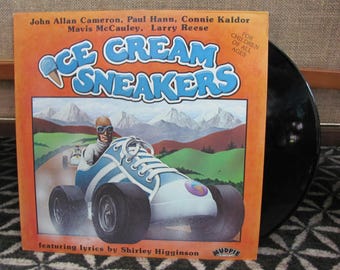 John Allan Cameron, Paul Hann, Connie Kaldor
Mavis McCauley, Larry Reese
FOR
CHILDREN
OF ALL
AGES
ICE CREAM
SNEAKERS
featuring lyrics by Shirley Higginson
MUDPIE